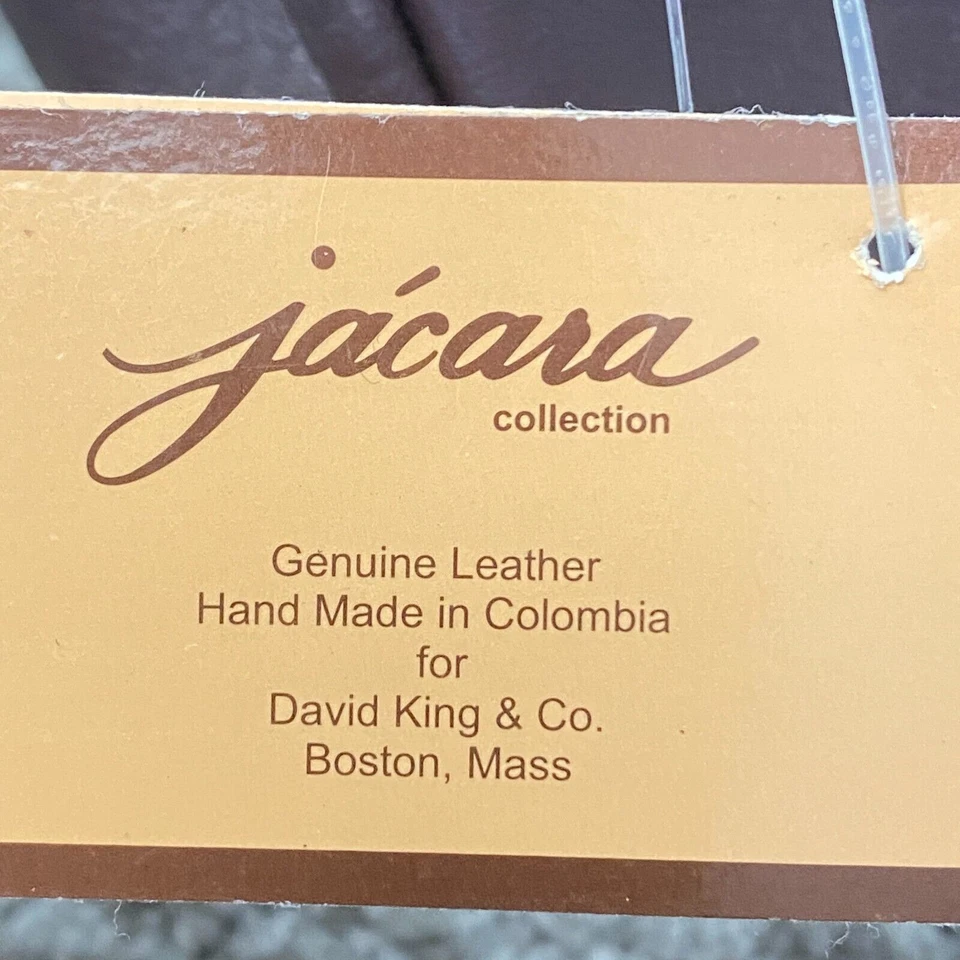 jácara
collection
Genuine Leather
Hand Made in Colombia
for
David King & Co.
Boston, Mass